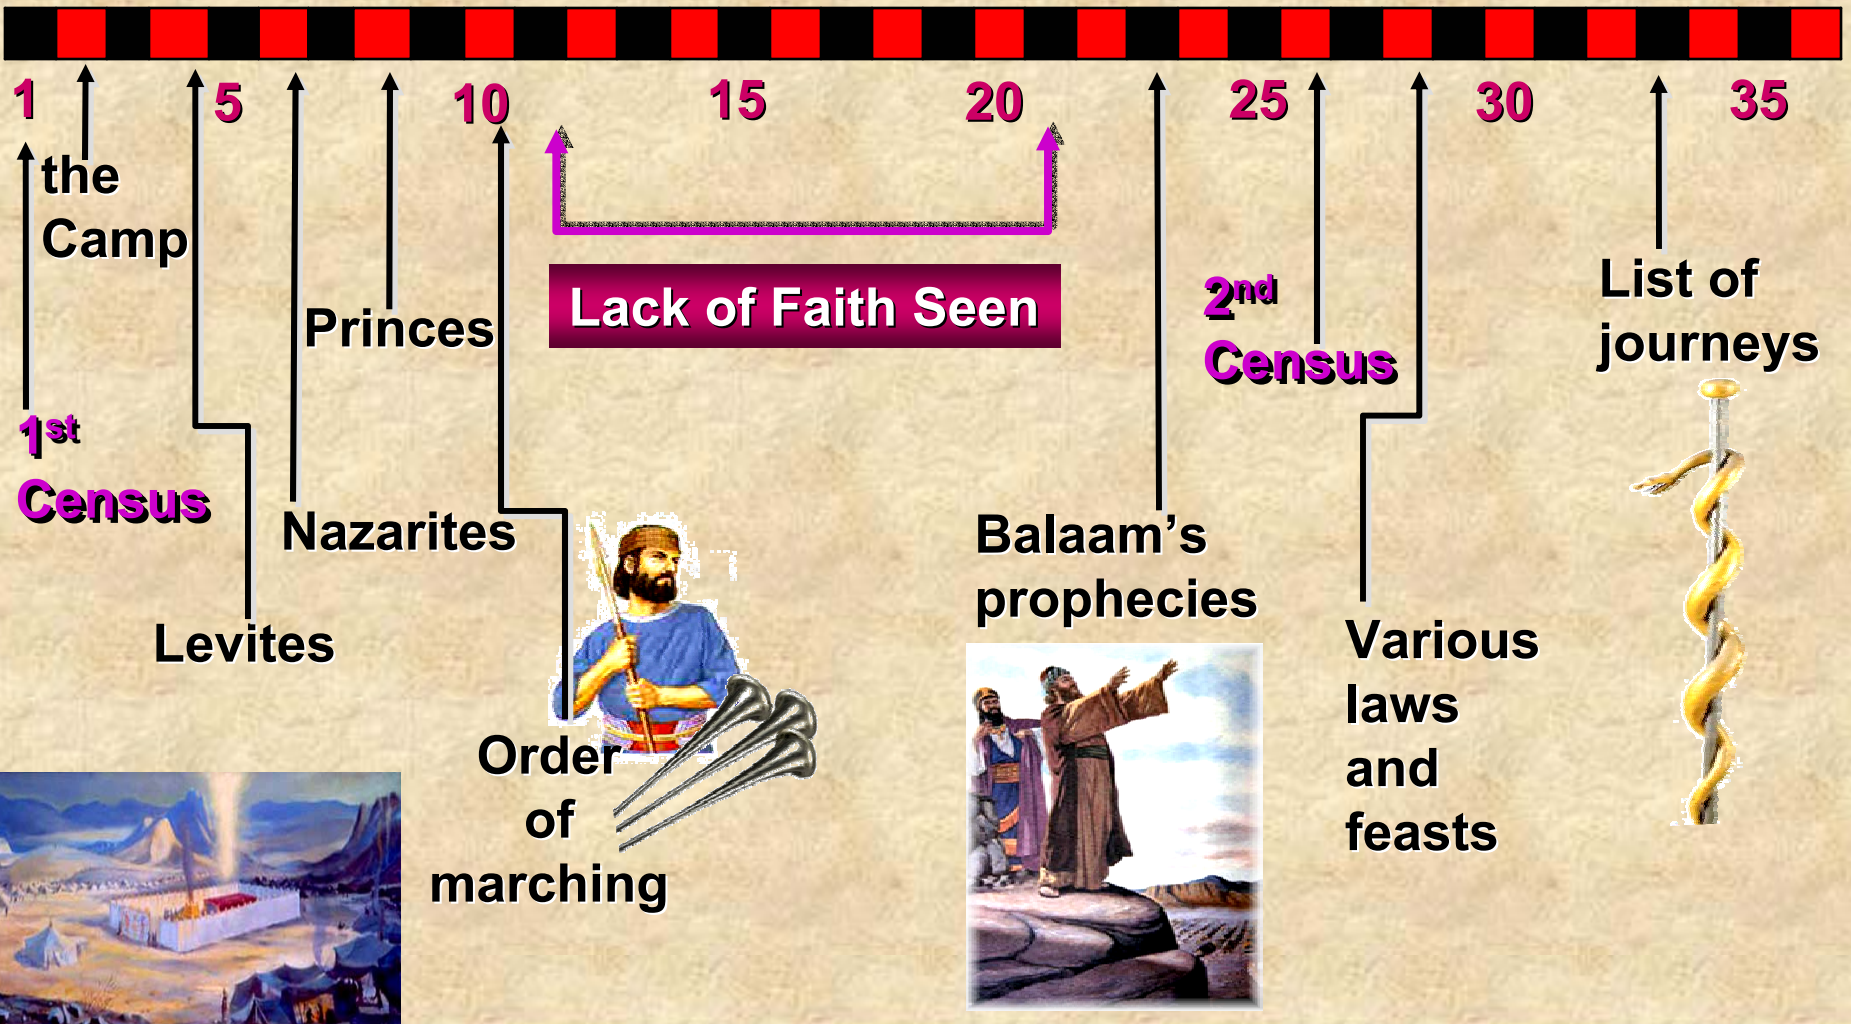 1 5 10 15 20 25 30 35
the
Camp
1st
Census
Levites
Nazarites
Princes
Order
of
marching
Lack of Faith Seen
Balaam’s
prophecies
2nd
Census
Various
laws
and
feasts
List of
journeys